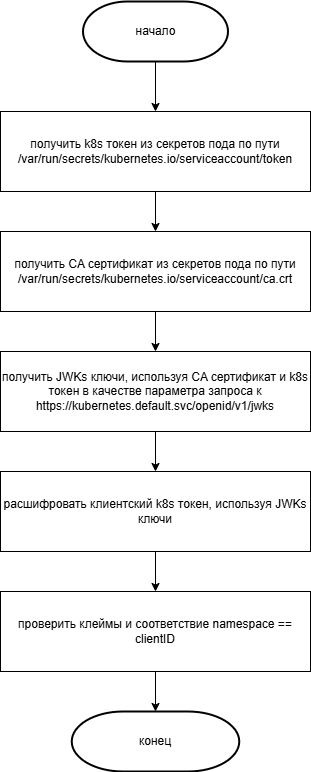 начало
получить k8s токен из секретов пода по пути
/var/run/secrets/kubernetes.io/serviceaccount/token
получить CA сертификат из секретов пода по пути
/var/run/secrets/kubernetes.io/serviceaccount/ca.crt
получить JWKs ключи, используя CA сертификат и k8s
токен в качестве параметра запроса к
https://kubernetes.default.svc/openid/v1/jwks
расшифровать клиентский k8s токен, используя JWKs
ключи
проверить клеймы и соответствие namespace ==
clientID
конец